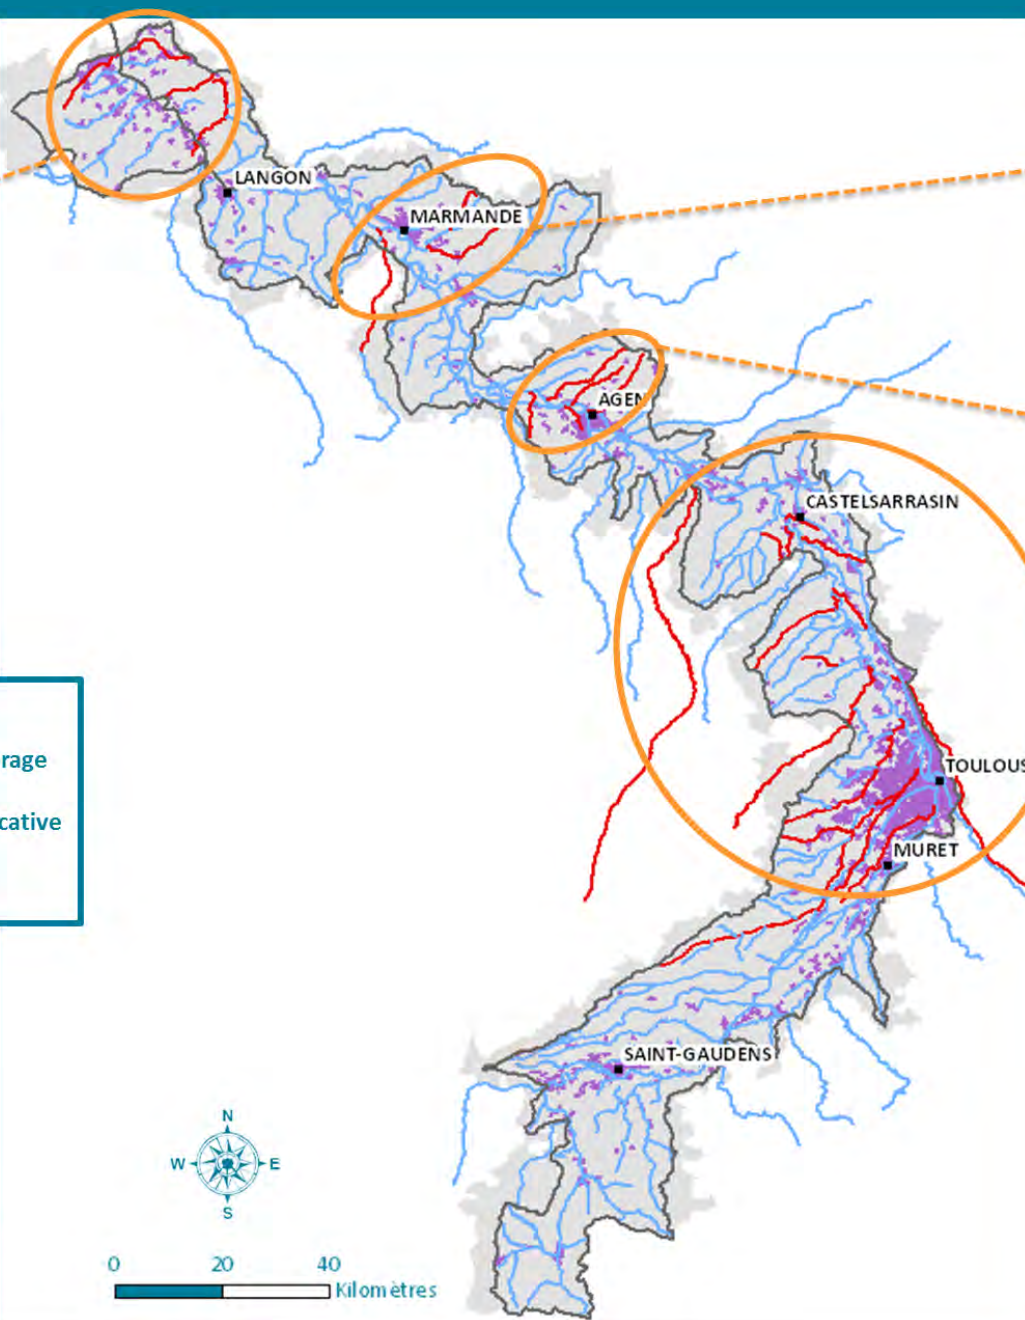 LANGON
MARMANDE
AGEN
CASTELSARRASIN
rage
cative
TOULOUS
MURET
SAINT-GAUDENS
N
W E
S
0 20 40
Kilomètres